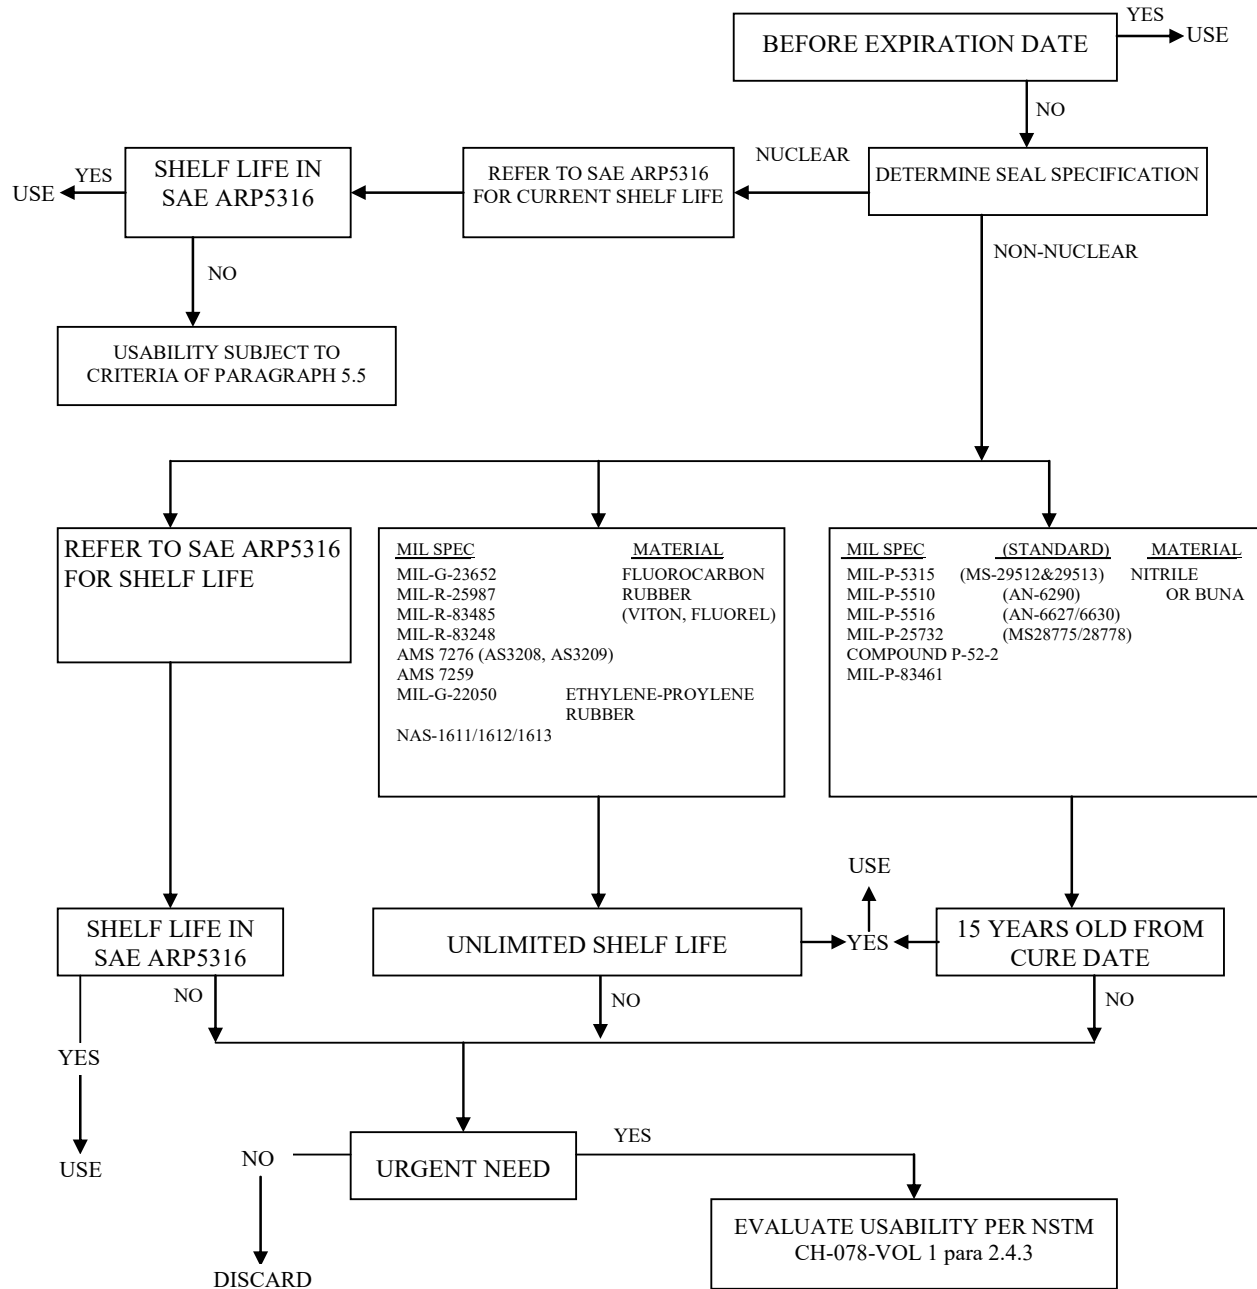 BEFORE EXPIRATION DATE
YES
USE
NO
DETERMINE SEAL SPECIFICATION
NUCLEAR
REFER TO SAE ARP5316
FOR CURRENT SHELF LIFE
SHELF LIFE IN
SAE ARP5316
YES
USE
NO
USABILITY SUBJECT TO
CRITERIA OF PARAGRAPH 5.5
NON-NUCLEAR
REFER TO SAE ARP5316
FOR SHELF LIFE
MIL SPEC MATERIAL
MIL-G-23652 FLUOROCARBON
MIL-R-25987 RUBBER
MIL-R-83485 (VITON, FLUOREL)
MIL-R-83248
AMS 7276 (AS3208, AS3209)
AMS 7259
MIL-G-22050 ETHYLENE-PROYLENE
RUBBER
NAS-1611/1612/1613
MIL SPEC (STANDARD) MATERIAL
MIL-P-5315 (MS-29512&29513) NITRILE
MIL-P-5510 (AN-6290) OR BUNA
MIL-P-5516 (AN-6627/6630)
MIL-P-25732 (MS28775/28778)
COMPOUND P-52-2
MIL-P-83461
SHELF LIFE IN
SAE ARP5316
NO
YES
USE
UNLIMITED SHELF LIFE
NO
USE
YES
15 YEARS OLD FROM
CURE DATE
NO
URGENT NEED
NO
DISCARD
YES
EVALUATE USABILITY PER NSTM
CH-078-VOL 1 para 2.4.3